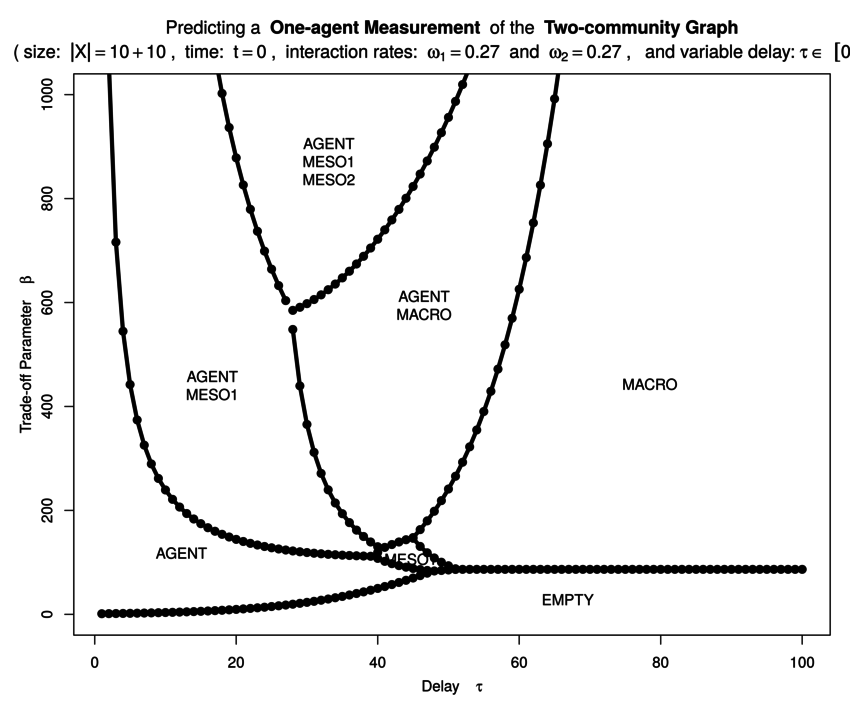 Predicting a One-agent Measurement of the Two-community Graph
( size: |X| = 10 + 10 , time: t = 0 , interaction rates: ω₁ = 0.27 and ω₂ = 0.27 , and variable delay: τ ∈ [0
1000
800
600
400
200
0
Trade-off Parameter β
AGENT
MESO1
MESO2
AGENT
MACRO
AGENT
MESO1
MACRO
AGENT
MESO
EMPTY
0 20 40 60 80 100
Delay τ